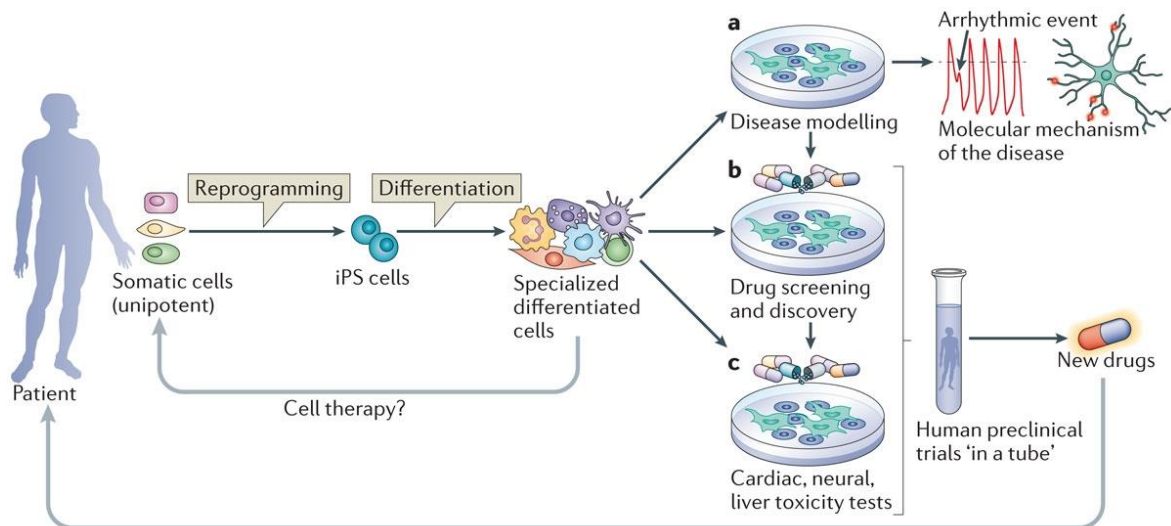 Patient
Somatic cells
(unipotent)
Reprogramming
iPS cells
Differentiation
Specialized
differentiated
cells
Cell therapy?
a
Disease modelling
Arrhythmic event
Molecular mechanism
of the disease
b
Drug screening
and discovery
c
Cardiac, neural,
liver toxicity tests
Human preclinical
trials ‘in a tube’
New drugs